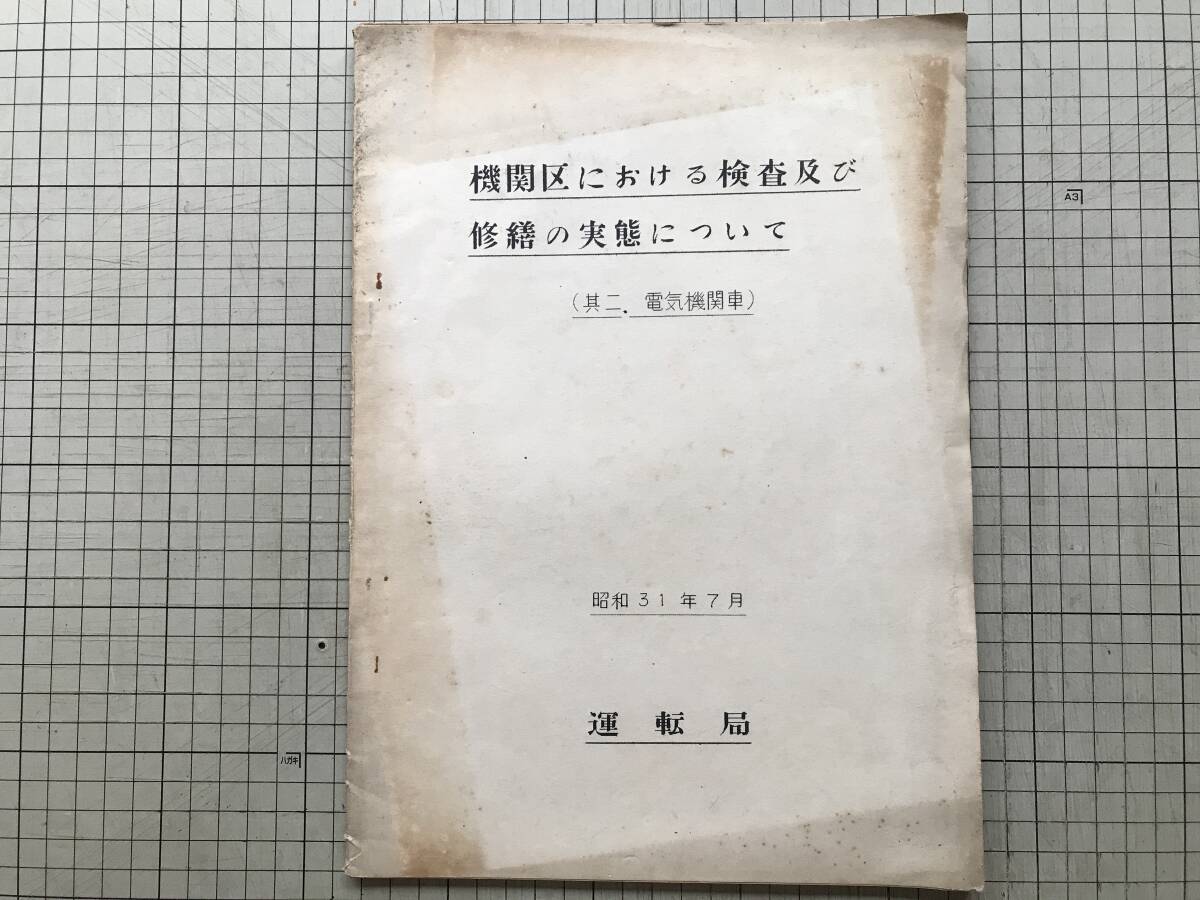 機関区における検査及び
修繕の実態について
(其二.電気機関車)
昭和31年7月
運転局
A3
ハガキ